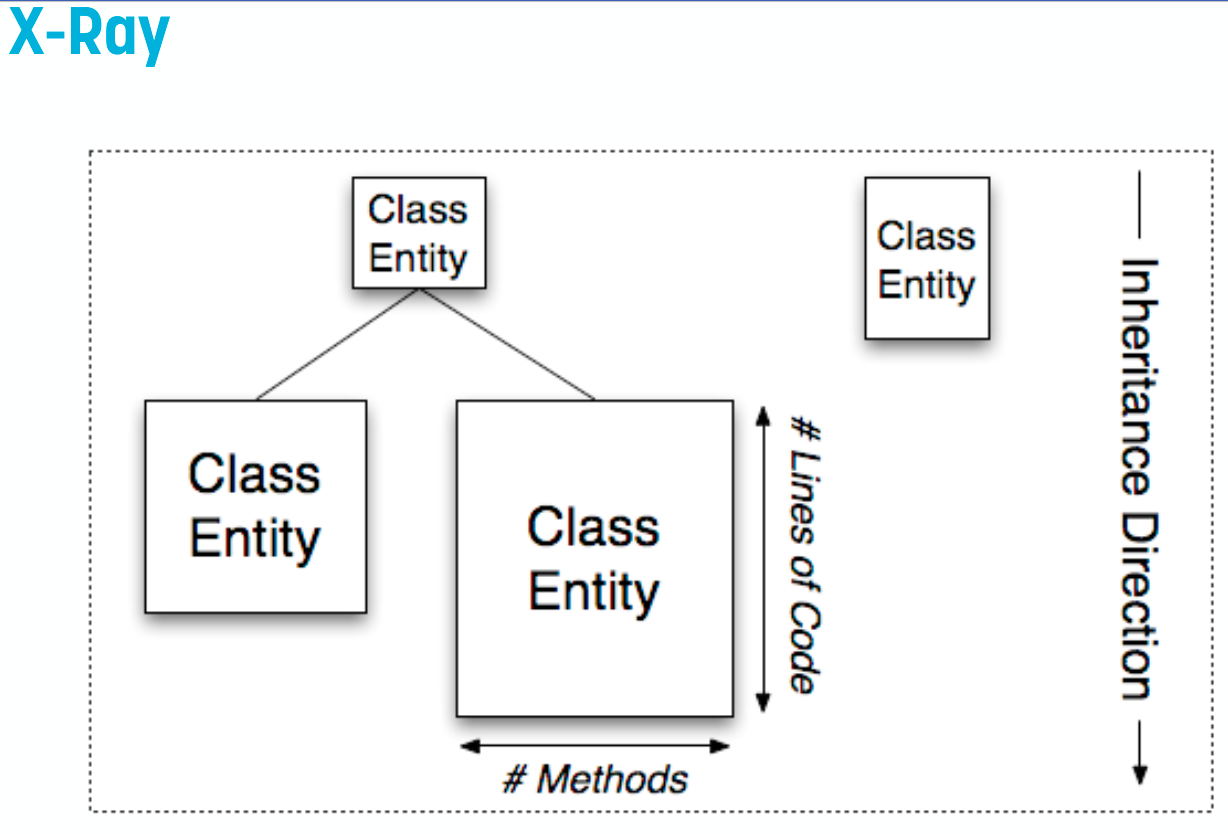 X-Ray
Class
Entity
Class
Entity
Class
Entity
Class
Entity
# Lines of Code
# Methods
Inheritance Direction